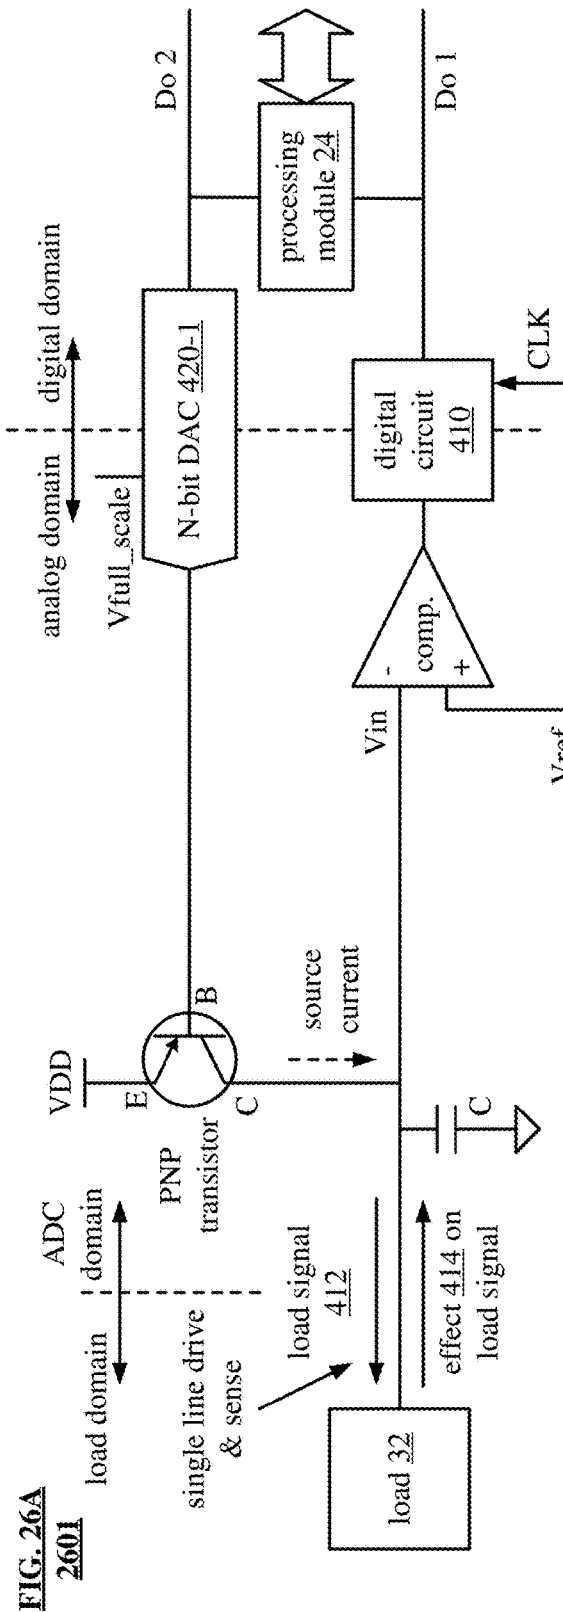 FIG. 26A
2601
load domain
ADC
domain
analog domain
digital domain
single line drive
& sense
VDD
E
B
C
PNP
transistor
Vfull_scale
N-bit DAC 420-1
Do 2
load signal
412
source
current
processing
module 24
load 32
effect 414 on
load signal
C
Vin
-
+
comp.
Vref
digital
circuit
410
CLK
Do 1